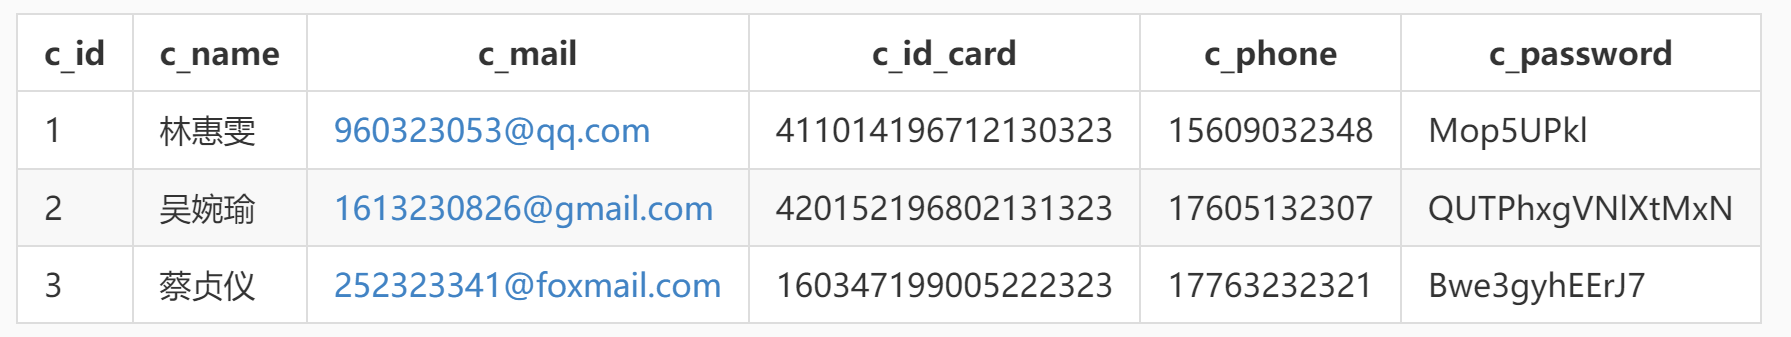 c_id c_name c_mail c_id_card c_phone c_password
1 林惠雯 960323053@qq.com 411014196712130323 15609032348 Mop5UPkl
2 吴婉瑜 1613230826@gmail.com 420152196802131323 17605132307 QUTPhxgVNlXtMxN
3 蔡贞仪 252323341@foxmail.com 160347199005222323 17763232321 Bwe3gyhEErJ7